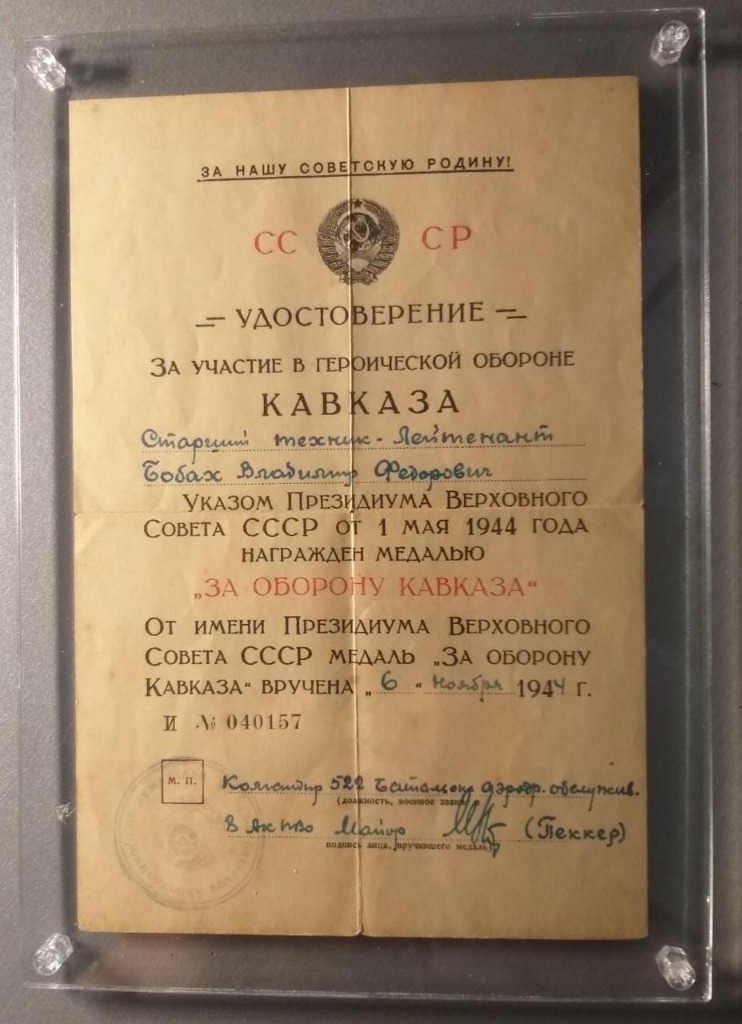 ЗА НАШУ СОВЕТСКУЮ РОДИНУ!
СС СР
УДОСТОВЕРЕНИЕ
ЗА УЧАСТИЕ В ГЕРОИЧЕСКОЙ ОБОРОНЕ
КАВКАЗА
Старший техник-Лейтенант
Бобах Владимир Федорович
УКАЗОМ ПРЕЗИДИУМА ВЕРХОВНОГО
СОВЕТА СССР ОТ 1 МАЯ 1944 ГОДА
НАГРАЖДЕН МЕДАЛЬЮ
„ЗА ОБОРОНУ КАВКАЗА“
ОТ ИМЕНИ ПРЕЗИДИУМА ВЕРХОВНОГО
СОВЕТА СССР МЕДАЛЬ „ЗА ОБОРОНУ
КАВКАЗА“ ВРУЧЕНА „6“ ноября 1944 Г.
И № 040157
М. П.
Командир 522 батальона аэродр. обслужив.
(должность, военное звание
Майор (Пеккер)
подпись лица, вручившего медаль)